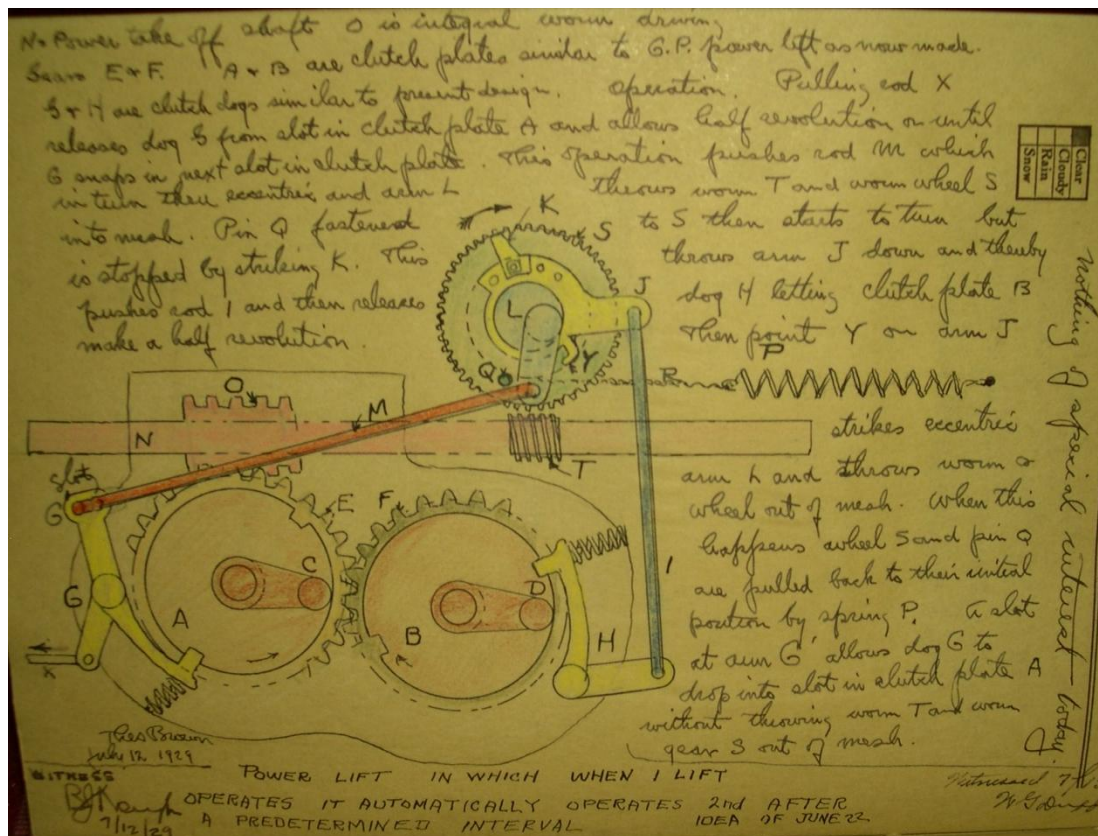 N = Power take off shaft O is integral worm driving
Gears E & F. A & B are clutch plates similar to G.P. power lift as now made.
G & H are clutch dogs similar to present design. Operation. Pulling rod X
releases dog G from slot in clutch plate A and allows half revolution or until
G snaps in next slot in clutch plate. This operation pushes rod M which
in turn thru eccentric and arm L throws worm T and worm wheel S
into mesh. Pin Q fastened to S then starts to turn but
is stopped by striking K. This throws arm J down and thereby
pushes rod I and then releases dog H letting clutch plate B
make a half revolution. Then point Y on arm J
strikes eccentric
arm L and throws worm &
wheel out of mesh. When this
happens wheel S and pin Q
are pulled back to their initial
position by spring P. A slot
at arm G allows dog G to
drop into slot in clutch plate A
without throwing worm T and worm
gear S out of mesh.
Clear
Cloudy
Rain
Snow
Nothing of special interest today.
K
S
J
L
Q
Y
R
P
O
M
N
T
slot
G
E
F
C
D
I
G
A
B
H
X
Theo Brown
July 12 1929
WITNESS
7/12/29
POWER LIFT IN WHICH WHEN 1 LIFT
OPERATES IT AUTOMATICALLY OPERATES 2nd AFTER
A PREDETERMINED INTERVAL
IDEA OF JUNE 22
Witnessed